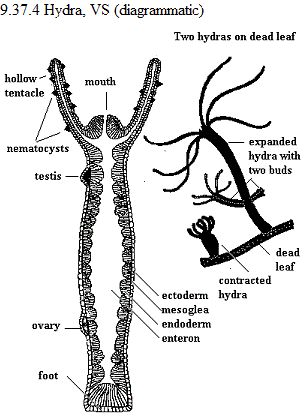 9.37.4 Hydra, VS (diagrammatic)
Two hydras on dead leaf
hollow
tentacle
mouth
nematocysts
testis
expanded
hydra with
two buds
dead
leaf
contracted
hydra
ectoderm
mesoglea
endoderm
enteron
ovary
foot